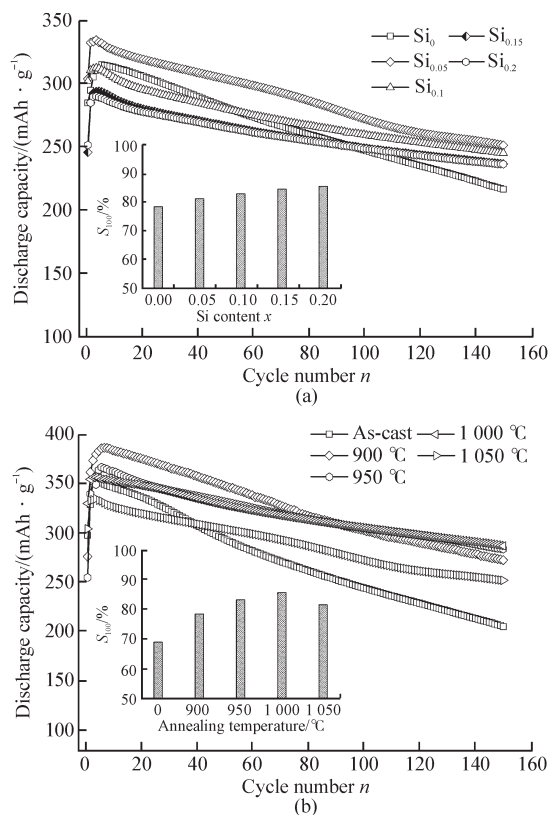 350
300
250
200
150
100
Discharge capacity/(mAh · g⁻¹)
Si₀ Si₀.₁₅
Si₀.₀₅ Si₀.₂
Si₀.₁
100
90
80
70
60
50
S₁₀₀/%
0.00 0.05 0.10 0.15 0.20
Si content x
0 20 40 60 80 100 120 140 160
Cycle number n
(a)
400
350
300
250
200
150
100
Discharge capacity/(mAh · g⁻¹)
As-cast 1 000 ℃
900 ℃ 1 050 ℃
950 ℃
100
90
80
70
60
50
S₁₀₀/%
0 900 950 1 000 1 050
Annealing temperature/℃
0 20 40 60 80 100 120 140 160
Cycle number n
(b)